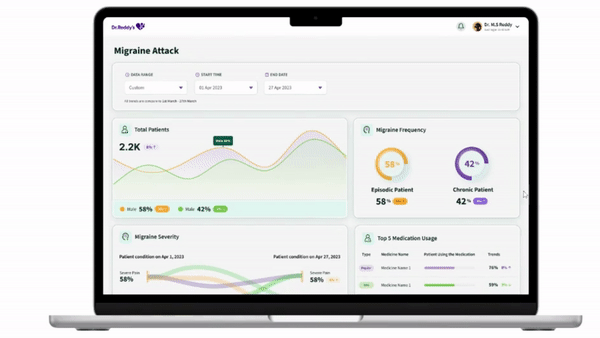 Dr.Reddy's
Dr. M.S Reddy
Migraine Attack
DATA RANGE
START TIME
END DATE
Custom
01 Apr 2023
27 Apr 2023
Total Patients
2.2K
Male 58%
Male 42%
Migraine Frequency
58%
42%
Episodic Patient
Chronic Patient
58%
42%
Migraine Severity
Patient condition on Apr 1, 2023
Patient condition on Apr 27, 2023
Severe Pain
58%
Severe Pain
58%
Top 5 Medication Usage
Type
Medicine Name
Patient Using the Medication
Trends
Medicine Name 1
76%
Medicine Name 1
59%